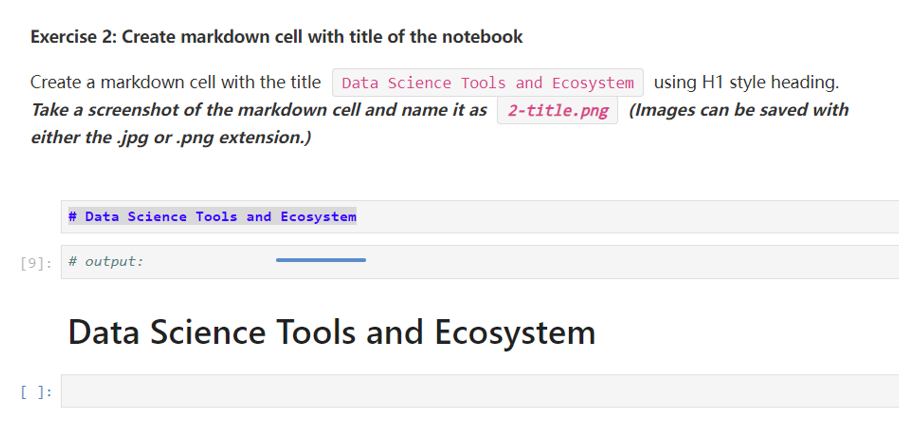 Exercise 2: Create markdown cell with title of the notebook
Create a markdown cell with the title Data Science Tools and Ecosystem using H1 style heading.
Take a screenshot of the markdown cell and name it as 2-title.png (Images can be saved with
either the .jpg or .png extension.)
# Data Science Tools and Ecosystem
[9]: # output:
Data Science Tools and Ecosystem
[ ]: